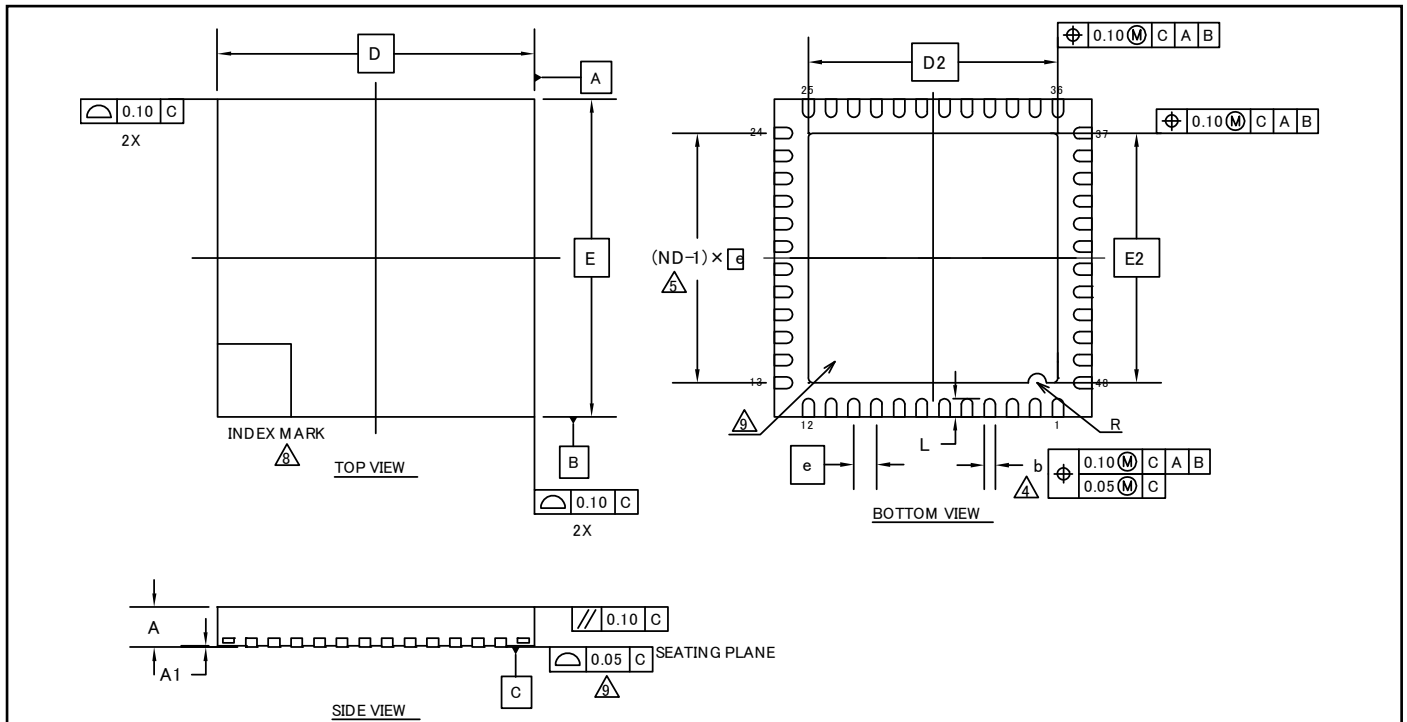 D
A
⌓ 0.10 C
2X
E
INDEX MARK
8
TOP VIEW
B
⌓ 0.10 C
2X
⌖ 0.10 Ⓜ C A B
D2
25
36
⌖ 0.10 Ⓜ C A B
24
37
(ND-1)× e
5
E2
13
48
9
12
1
R
L
e
b
4
⌖ 0.10 Ⓜ C A B
0.05 Ⓜ C
BOTTOM VIEW
A
// 0.10 C
A1
⌓ 0.05 C SEATING PLANE
9
C
SIDE VIEW